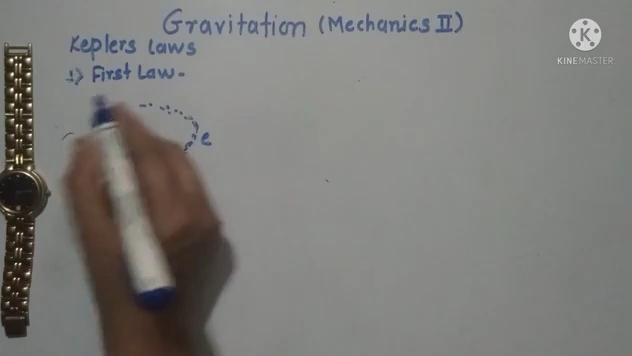 Gravitation (Mechanics II)
K
KINEMASTER
Keplers laws
1) First Law -
e